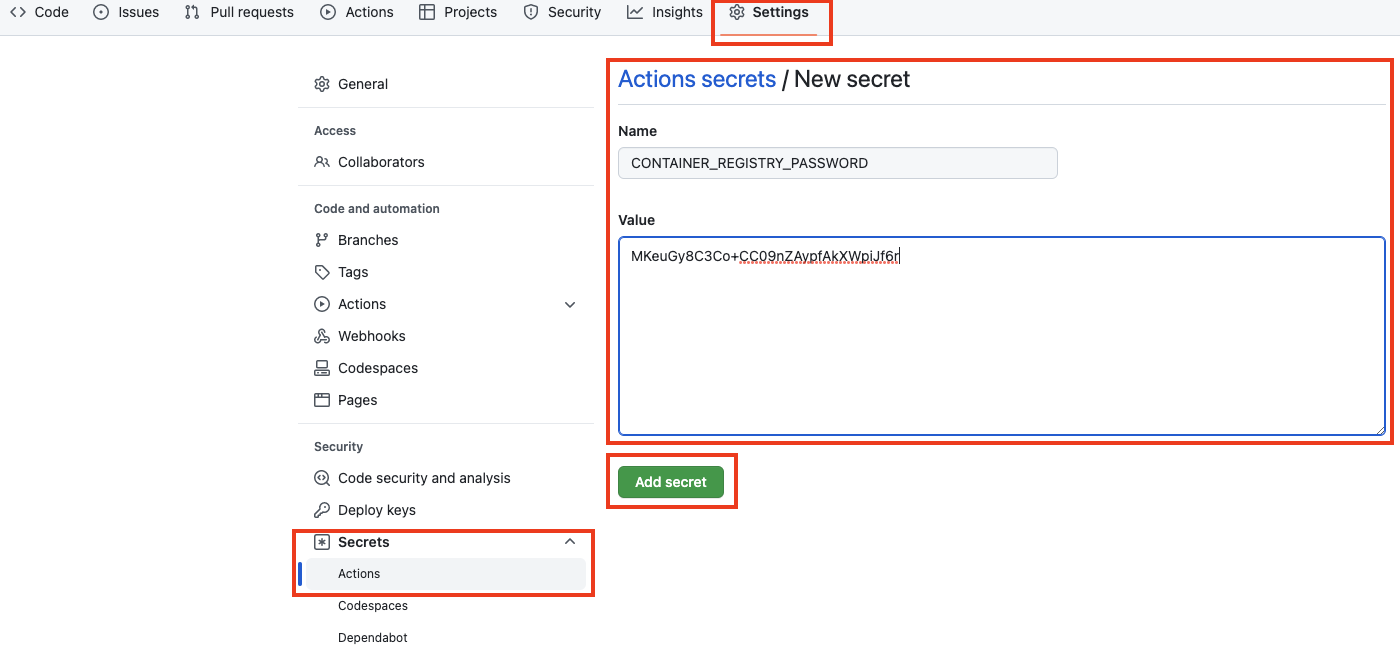 Code Issues Pull requests Actions Projects Security Insights Settings
General
Access
Collaborators
Code and automation
Branches
Tags
Actions
Webhooks
Codespaces
Pages
Security
Code security and analysis
Deploy keys
Secrets
Actions
Codespaces
Dependabot
Actions secrets / New secret
Name
CONTAINER_REGISTRY_PASSWORD
Value
MKeuGy8C3Co+CC09nZAypfAkXWpiJf6r
Add secret